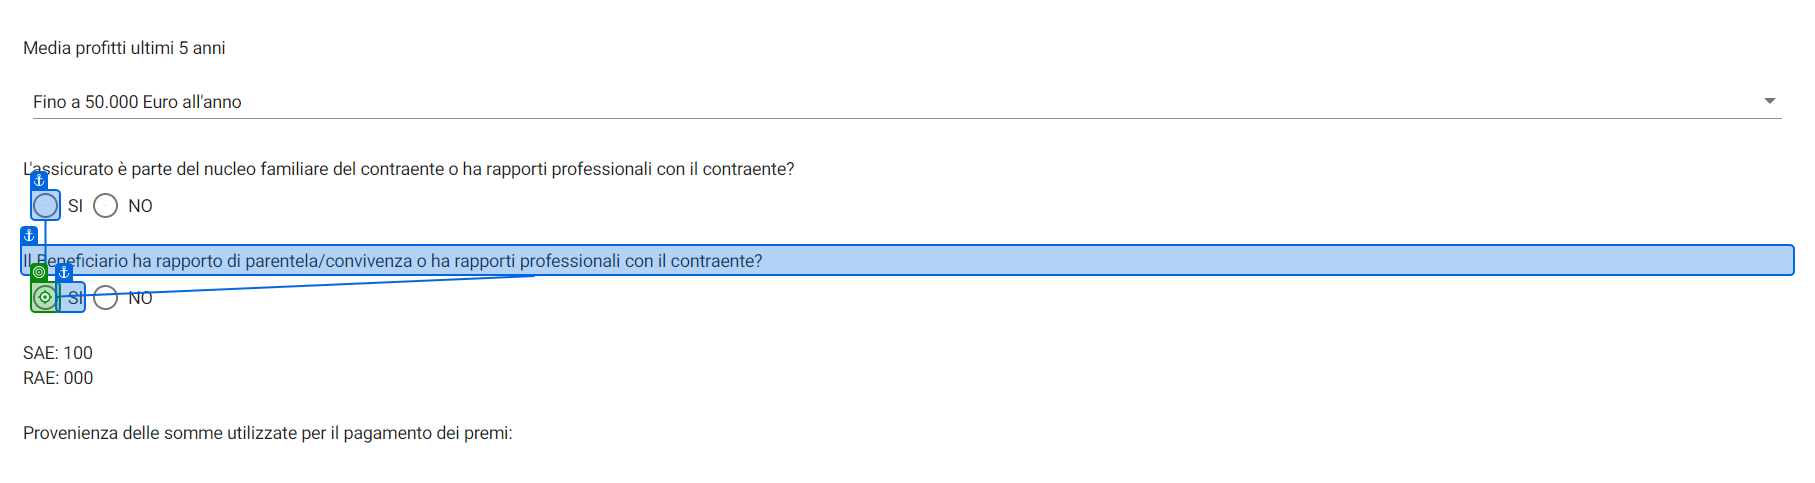 Media profitti ultimi 5 anni
Fino a 50.000 Euro all'anno
L'assicurato è parte del nucleo familiare del contraente o ha rapporti professionali con il contraente?
SI NO
Il Beneficiario ha rapporto di parentela/convivenza o ha rapporti professionali con il contraente?
SI NO
SAE: 100
RAE: 000
Provenienza delle somme utilizzate per il pagamento dei premi: